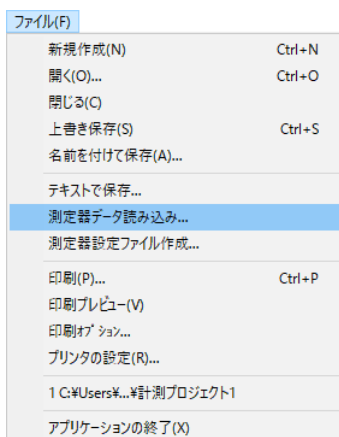 ファイル(F)
新規作成(N) Ctrl+N
開く(O)... Ctrl+O
閉じる(C)
上書き保存(S) Ctrl+S
名前を付けて保存(A)...
テキストで保存...
測定器データ読み込み...
測定器設定ファイル作成...
印刷(P)... Ctrl+P
印刷プレビュー(V)
印刷ｵﾌﾟｼｮﾝ...
プリンタの設定(R)...
1 C:¥Users¥...¥計測プロジェクト1
アプリケーションの終了(X)